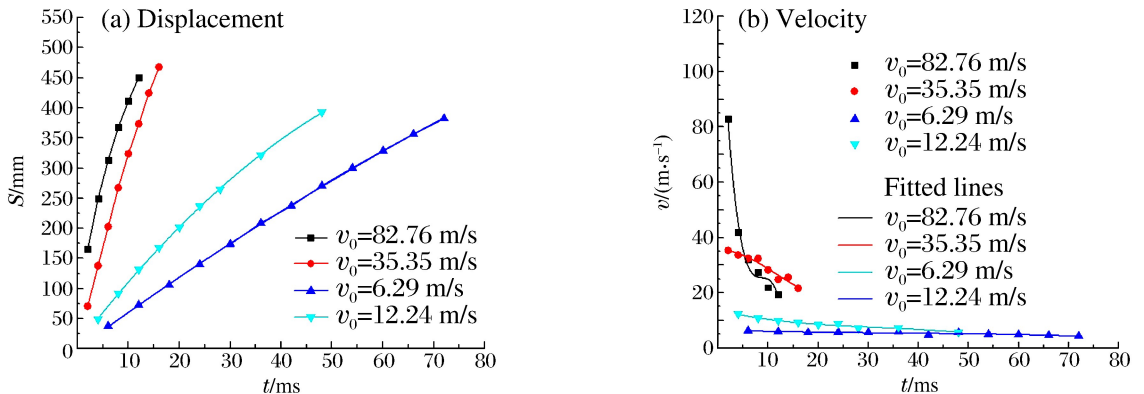 (a) Displacement
550
500
450
400
350
300
250
200
150
100
50
0
10 20 30 40 50 60 70 80
S/mm
t/ms
v₀=82.76 m/s
v₀=35.35 m/s
v₀=6.29 m/s
v₀=12.24 m/s
(b) Velocity
120
100
80
60
40
20
0
10 20 30 40 50 60 70 80
v/(m·s⁻¹)
t/ms
v₀=82.76 m/s
v₀=35.35 m/s
v₀=6.29 m/s
v₀=12.24 m/s
Fitted lines
v₀=82.76 m/s
v₀=35.35 m/s
v₀=6.29 m/s
v₀=12.24 m/s